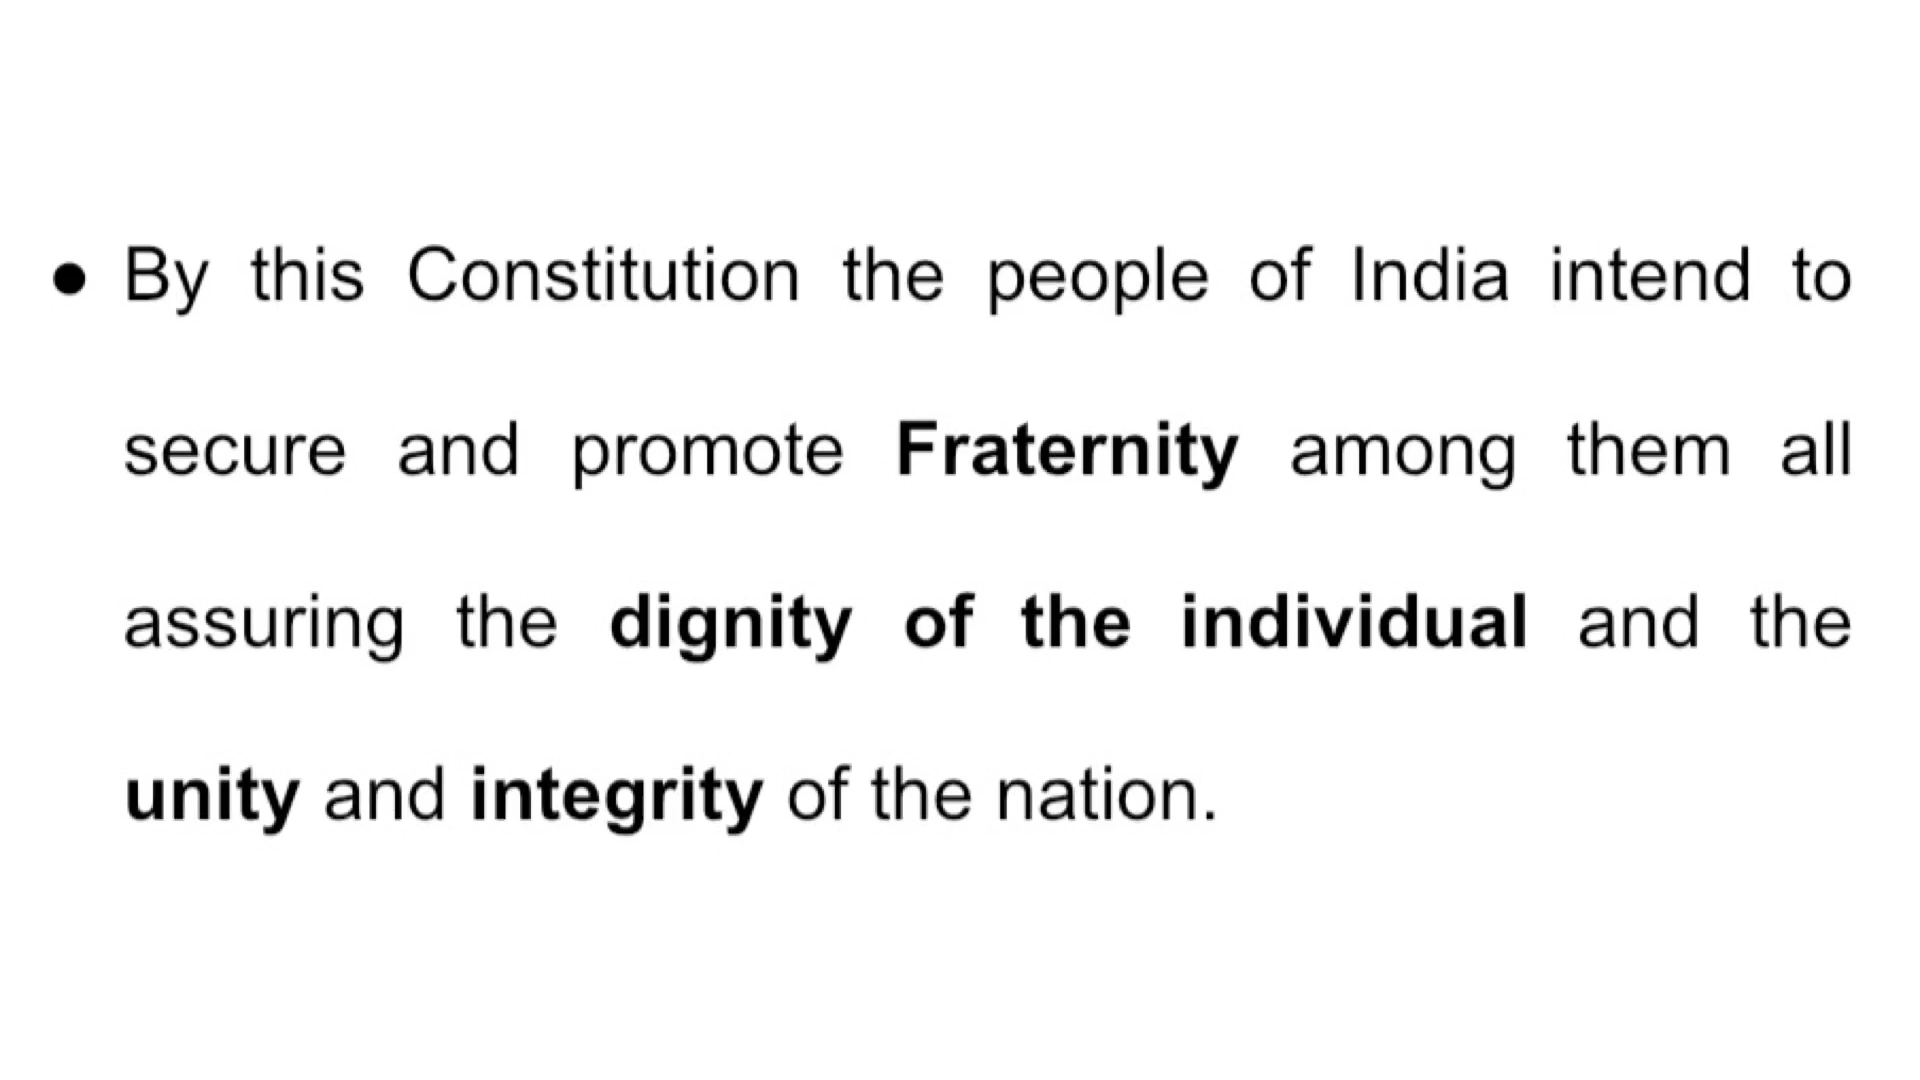 ● By this Constitution the people of India intend to
secure and promote Fraternity among them all
assuring the dignity of the individual and the
unity and integrity of the nation.